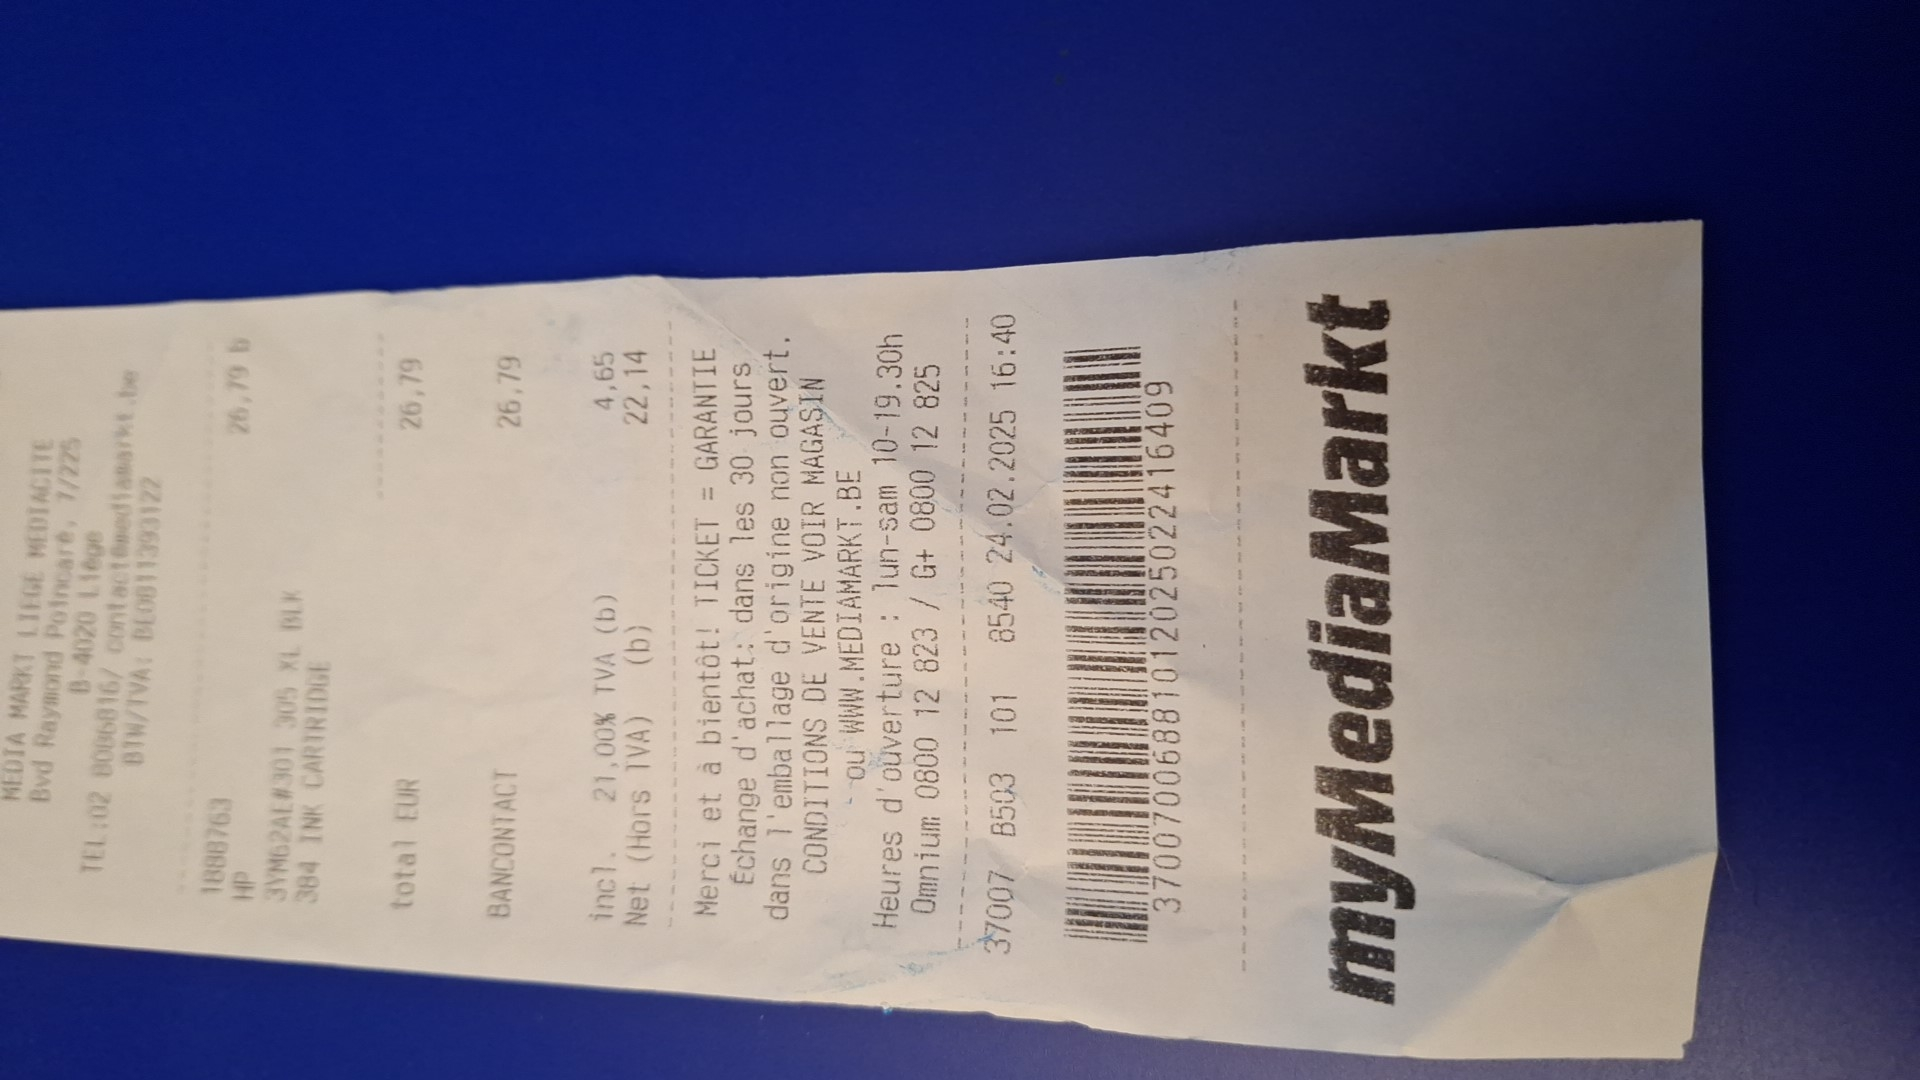 MEDIA MARKT LIEGE MEDIACITE
Bvd Raymond Poincaré, 7/225
B-4020 Liège
TEL:02 8086816/ contact@mediamarkt.be
BTW/TVA: BE0811393122
1888763
HP 26,79 b
3YM62AE#301 305 XL BLK
384 INK CARTRIDGE
total EUR 26,79
BANCONTACT 26,79
incl. 21,00% TVA (b) 4,65
Net (Hors TVA) (b) 22,14
Merci et à bientôt! TICKET = GARANTIE
Échange d'achat: dans les 30 jours
dans l'emballage d'origine non ouvert.
CONDITIONS DE VENTE VOIR MAGASIN
ou WWW.MEDIAMARKT.BE
Heures d'ouverture : lun-sam 10-19.30h
Omnium 0800 12 823 / G+ 0800 12 825
37007 B503 101 8540 24.02.2025 16:40
3700700688101202502241640​9
myMediaMarkt